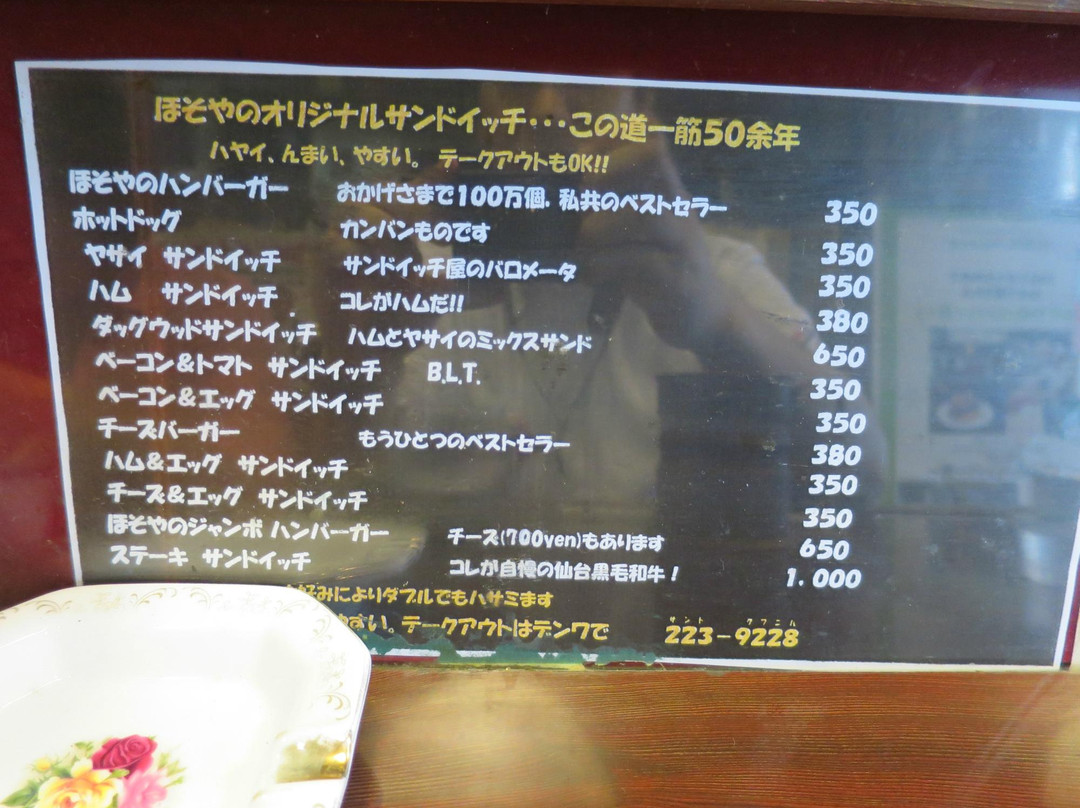 ほそやのオリジナルサンドイッチ・・・この道一筋50余年
ハヤイ、んまい、やすい。 テークアウトもOK!!
ほそやのハンバーガー おかげさまで100万個。私共のベストセラー 350
ホットドッグ カンバンものです 350
ヤサイ サンドイッチ サンドイッチ屋のバロメータ 350
ハム サンドイッチ コレがハムだ!! 380
ダッグウッドサンドイッチ ハムとヤサイのミックスサンド 650
ベーコン&トマト サンドイッチ B.L.T. 350
ベーコン&エッグ サンドイッチ 350
チーズバーガー もうひとつのベストセラー 380
ハム&エッグ サンドイッチ 350
チーズ&エッグ サンドイッチ 350
ほそやのジャンボ ハンバーガー チーズ(700yen)もあります 650
ステーキ サンドイッチ コレが自慢の仙台黒毛和牛! 1.000
好みによりダブルでもハサミます
やすい。テークアウトはデンワで 223-9228